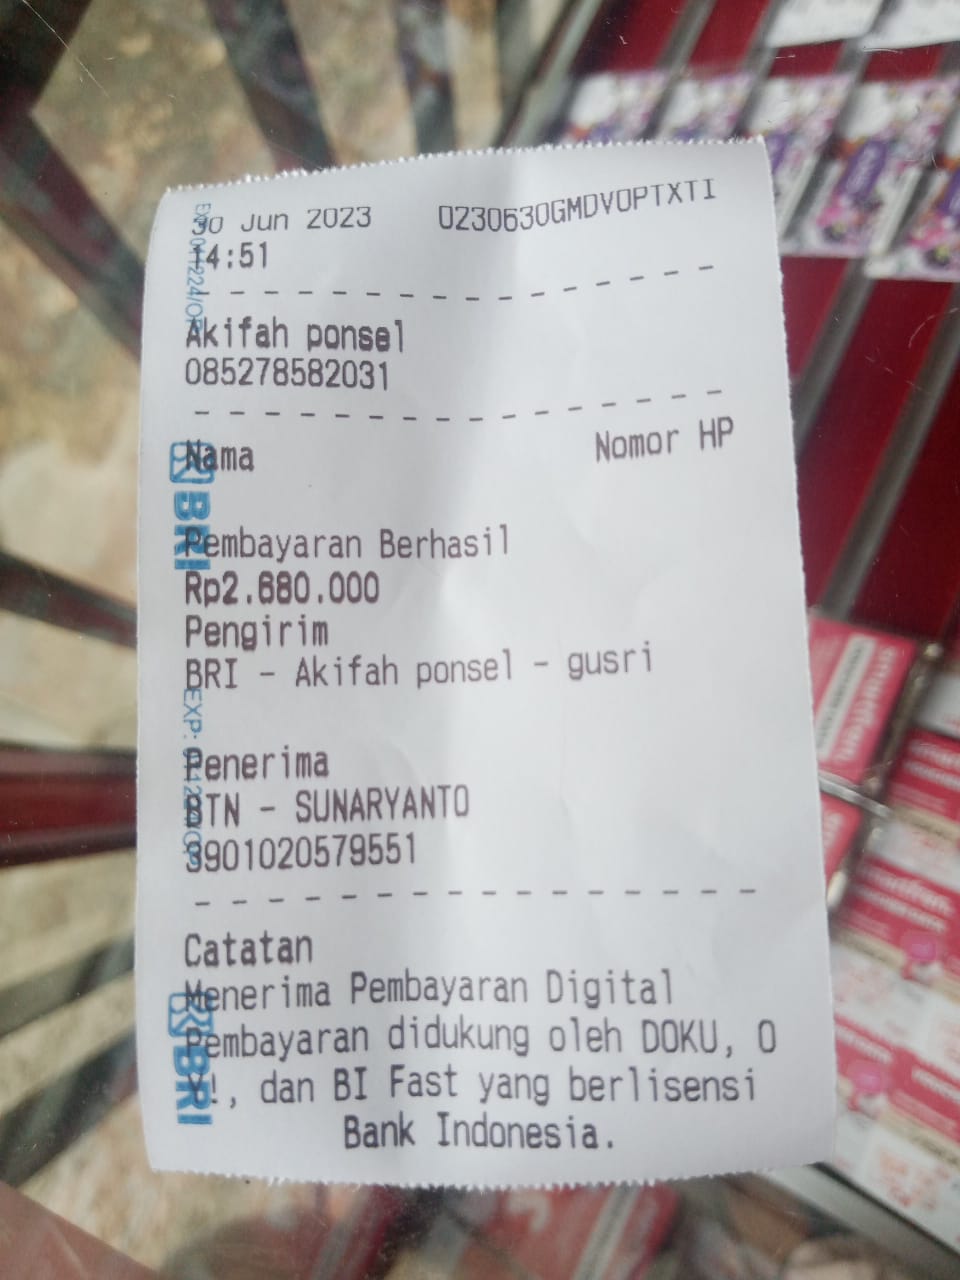 30 Jun 2023 0230630GMDVOPTXTI
14:51
Akifah ponsel
085278582031
Nama Nomor HP
Pembayaran Berhasil
Rp2.680.000
Pengirim
BRI - Akifah ponsel - gusri
Penerima
BTN - SUNARYANTO
3901020579551
Catatan
Menerima Pembayaran Digital
Pembayaran didukung oleh DOKU, O
!, dan BI Fast yang berlisensi
Bank Indonesia.
BRI
BRI